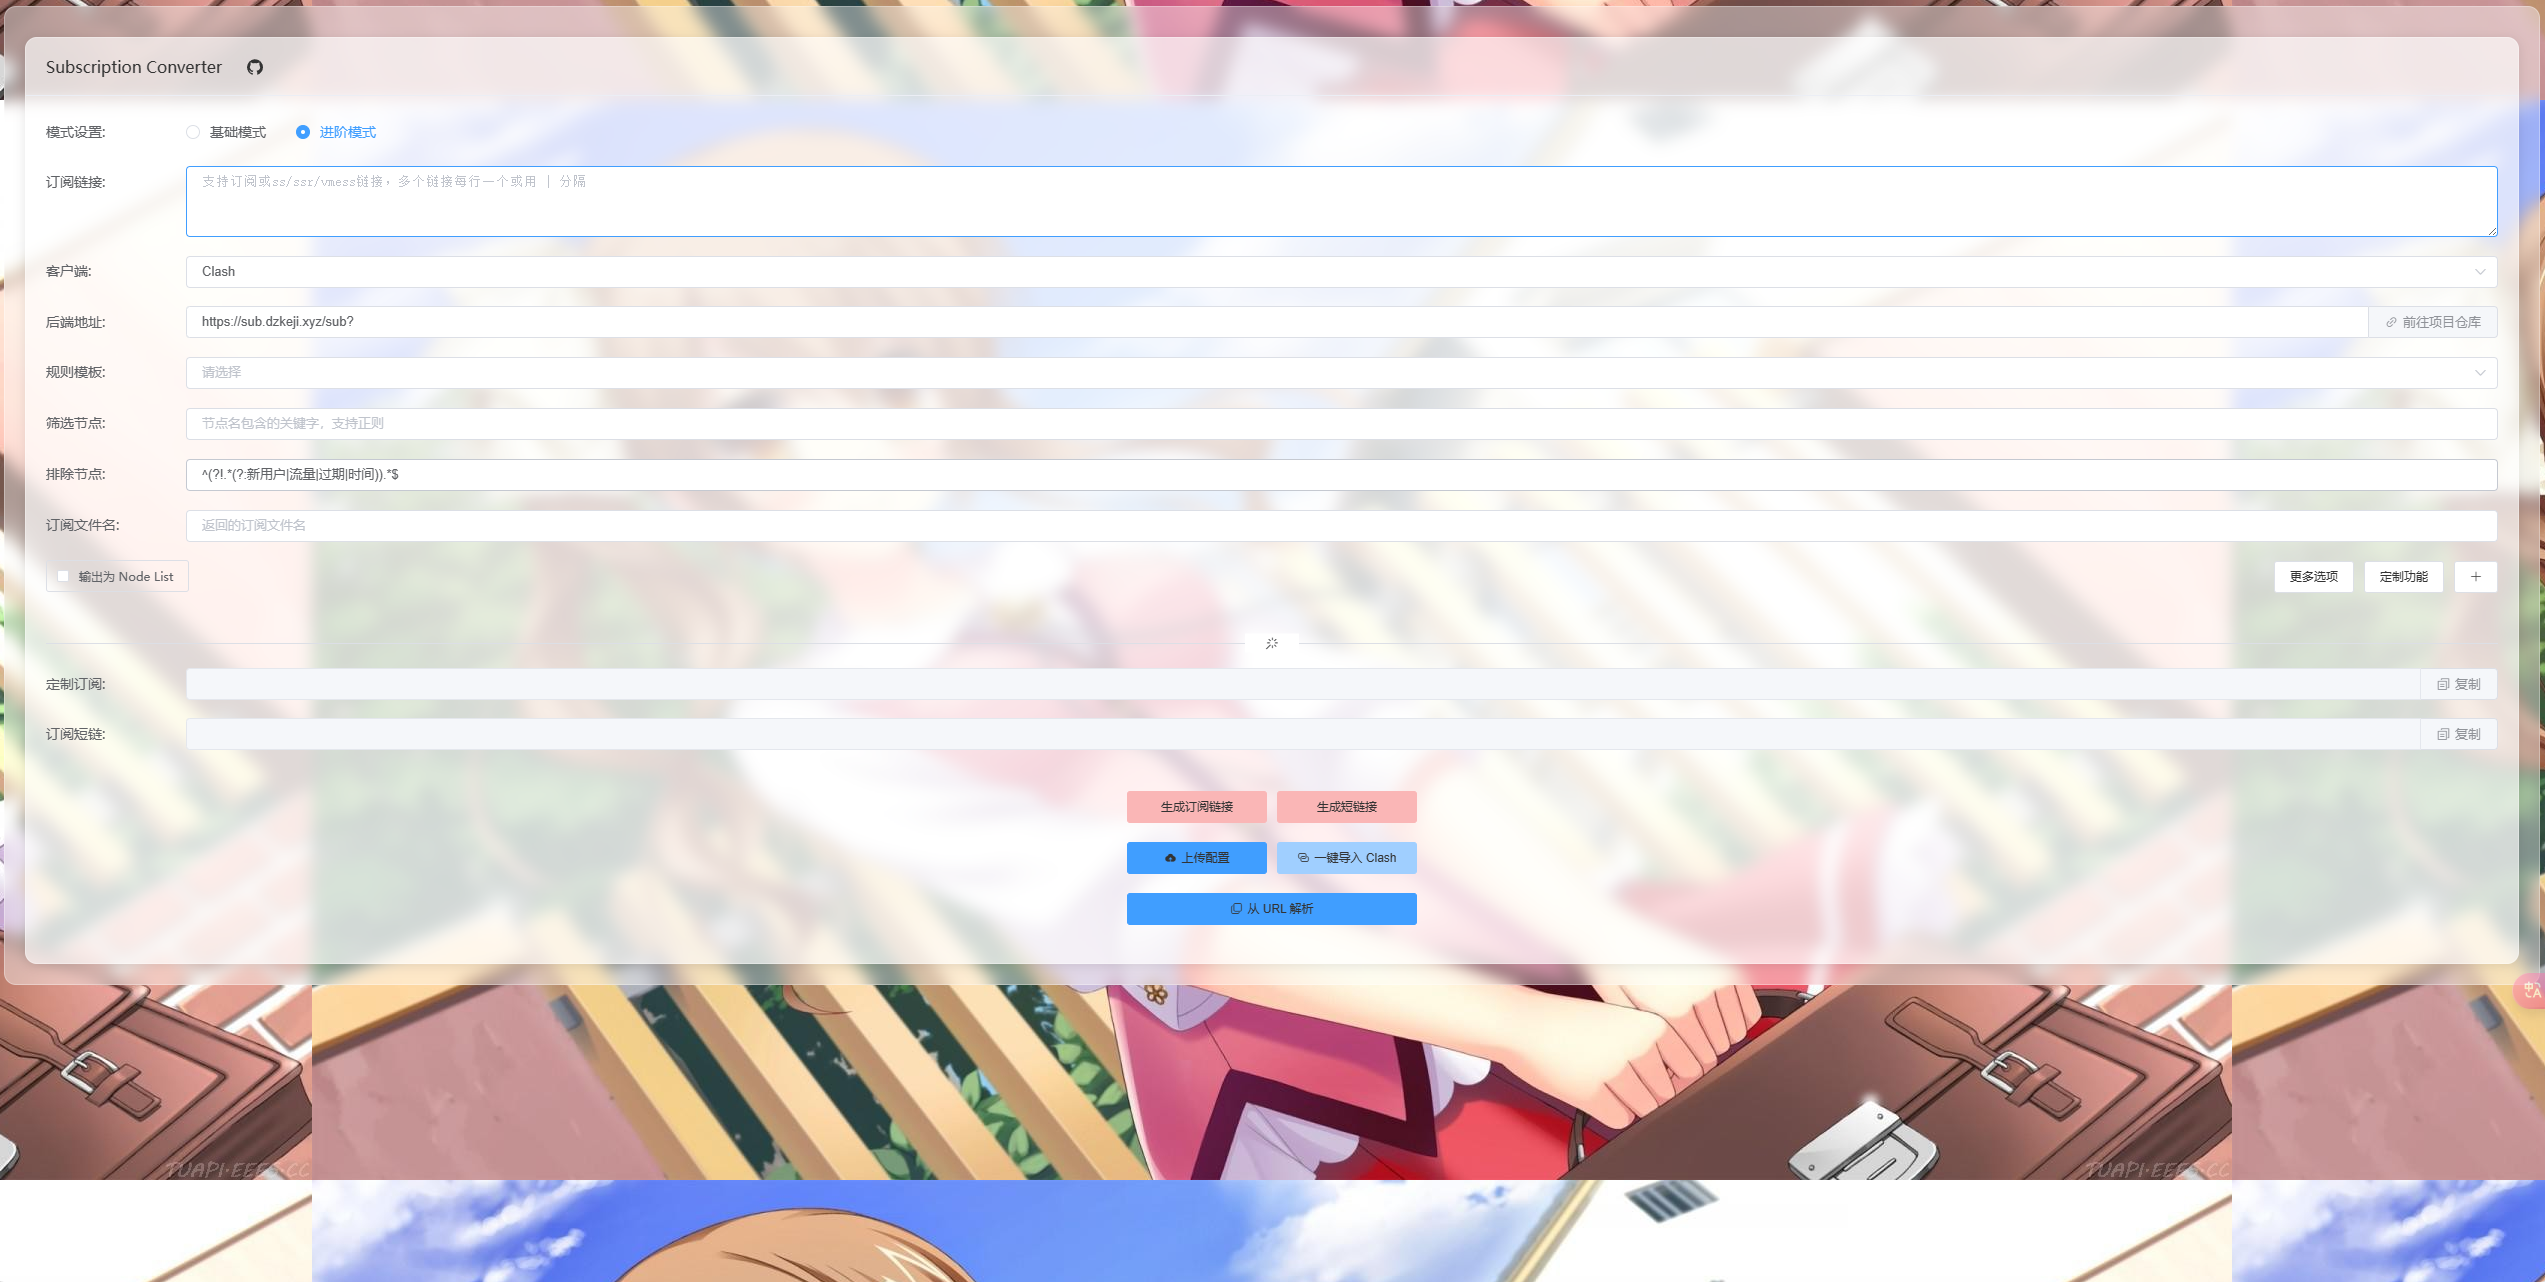 Subscription Converter
模式设置:
基础模式
进阶模式
订阅链接:
支持订阅或ss/ssr/vmess链接，多个链接每行一个或用 | 分隔
客户端:
Clash
后端地址:
https://sub.dzkeji.xyz/sub?
前往项目仓库
规则模板:
请选择
筛选节点:
节点名包含的关键字，支持正则
排除节点:
^(?!.*(?:新用户|流量|过期|时间)).*$
订阅文件名:
返回的订阅文件名
输出为 Node List
更多选项
定制功能
定制订阅:
复制
订阅短链:
复制
生成订阅链接
生成短链接
上传配置
一键导入 Clash
从 URL 解析